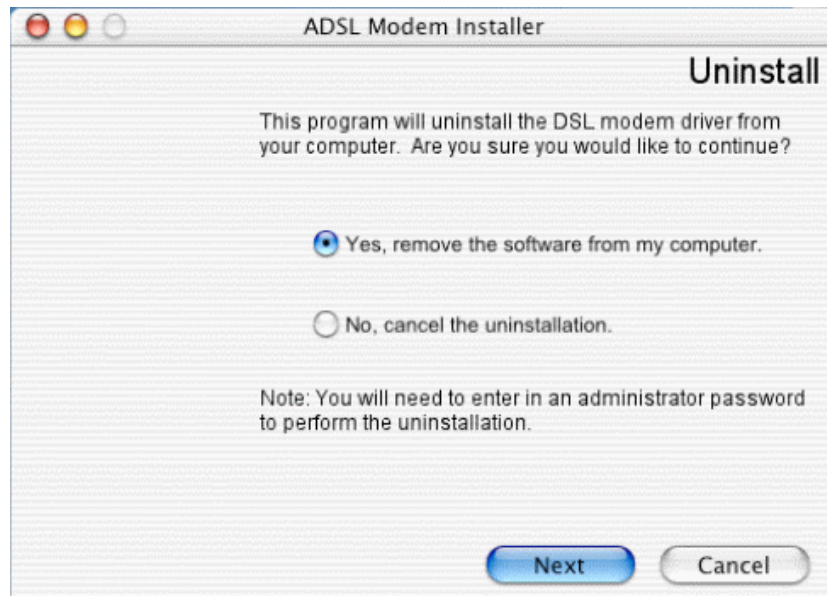 ADSL Modem Installer
Uninstall
This program will uninstall the DSL modem driver from
your computer.  Are you sure you would like to continue?
Yes, remove the software from my computer.
No, cancel the uninstallation.
Note: You will need to enter in an administrator password
to perform the uninstallation.
Next
Cancel